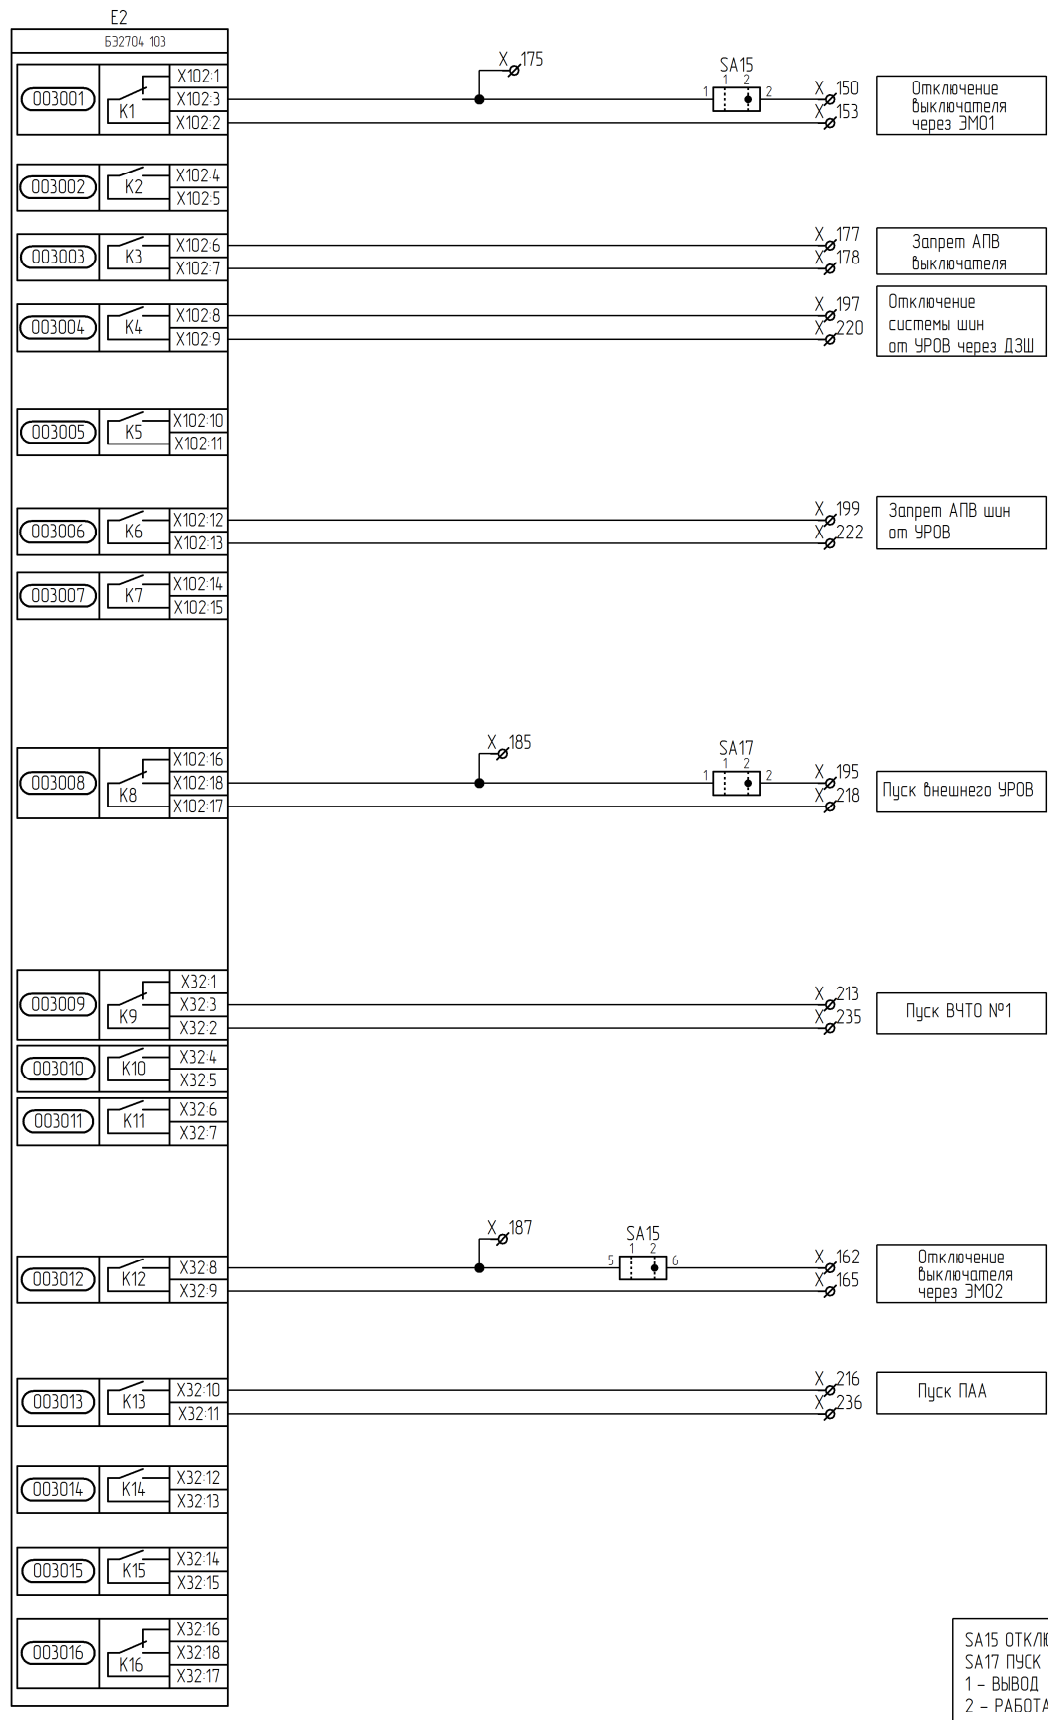 E2
БЭ2704 103
003001
K1
X102:1
X102:3
X102:2
X 175
SA15
1 2
1 2
X 150
X 153
Отключение
выключателя
через ЭМО1
003002
K2
X102:4
X102:5
003003
K3
X102:6
X102:7
X 177
X 178
Запрет АПВ
выключателя
003004
K4
X102:8
X102:9
X 197
X 220
Отключение
системы шин
от УРОВ через ДЗШ
003005
K5
X102:10
X102:11
003006
K6
X102:12
X102:13
X 199
X 222
Запрет АПВ шин
от УРОВ
003007
K7
X102:14
X102:15
003008
K8
X102:16
X102:18
X102:17
X 185
SA17
1 2
1 2
X 195
X 218
Пуск внешнего УРОВ
003009
K9
X32:1
X32:3
X32:2
X 213
X 235
Пуск ВЧТО №1
003010
K10
X32:4
X32:5
003011
K11
X32:6
X32:7
003012
K12
X32:8
X32:9
X 187
SA15
1 2
5 6
X 162
X 165
Отключение
выключателя
через ЭМО2
003013
K13
X32:10
X32:11
X 216
X 236
Пуск ПАА
003014
K14
X32:12
X32:13
003015
K15
X32:14
X32:15
003016
K16
X32:16
X32:18
X32:17
SA15 ОТКЛЮ
SA17 ПУСК
1 – ВЫВОД
2 – РАБОТА